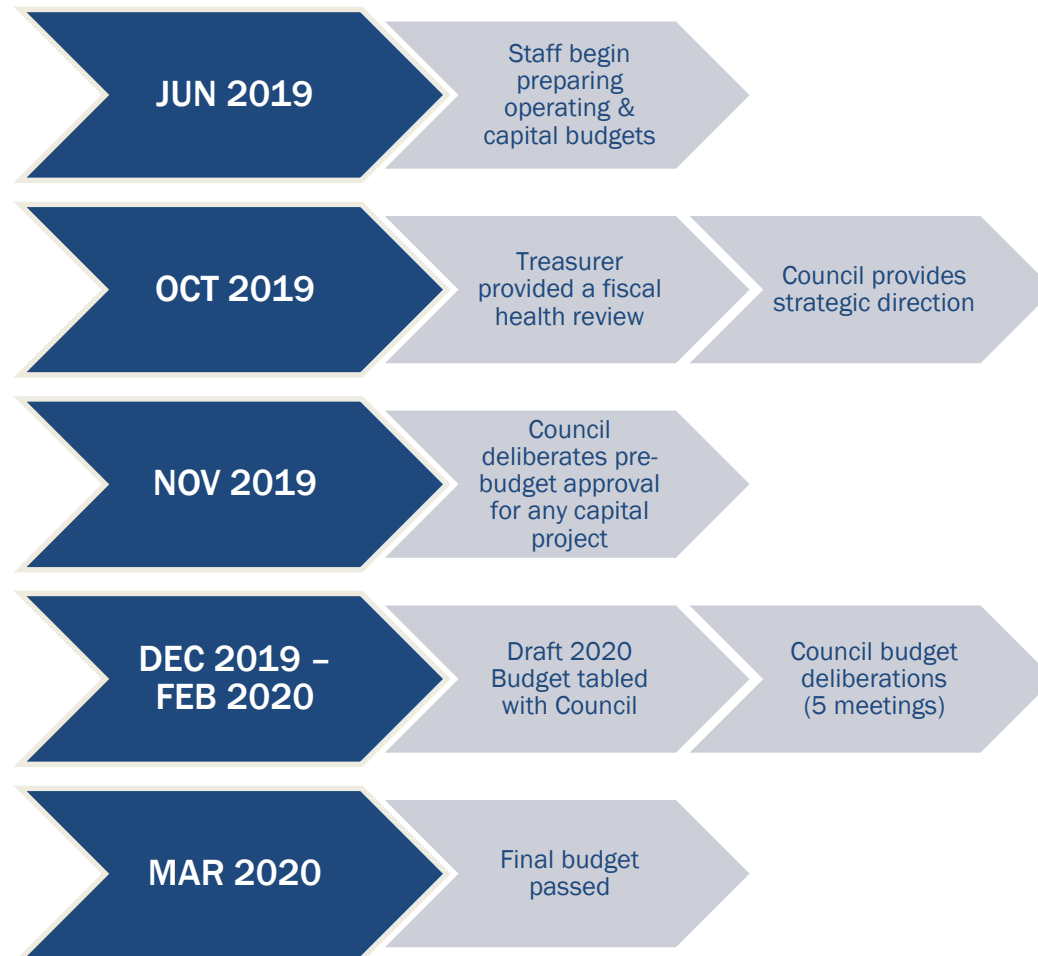 JUN 2019
Staff begin
preparing
operating &
capital budgets
OCT 2019
Treasurer
provided a fiscal
health review
Council provides
strategic direction
NOV 2019
Council
deliberates pre-
budget approval
for any capital
project
DEC 2019 –
FEB 2020
Draft 2020
Budget tabled
with Council
Council budget
deliberations
(5 meetings)
MAR 2020
Final budget
passed